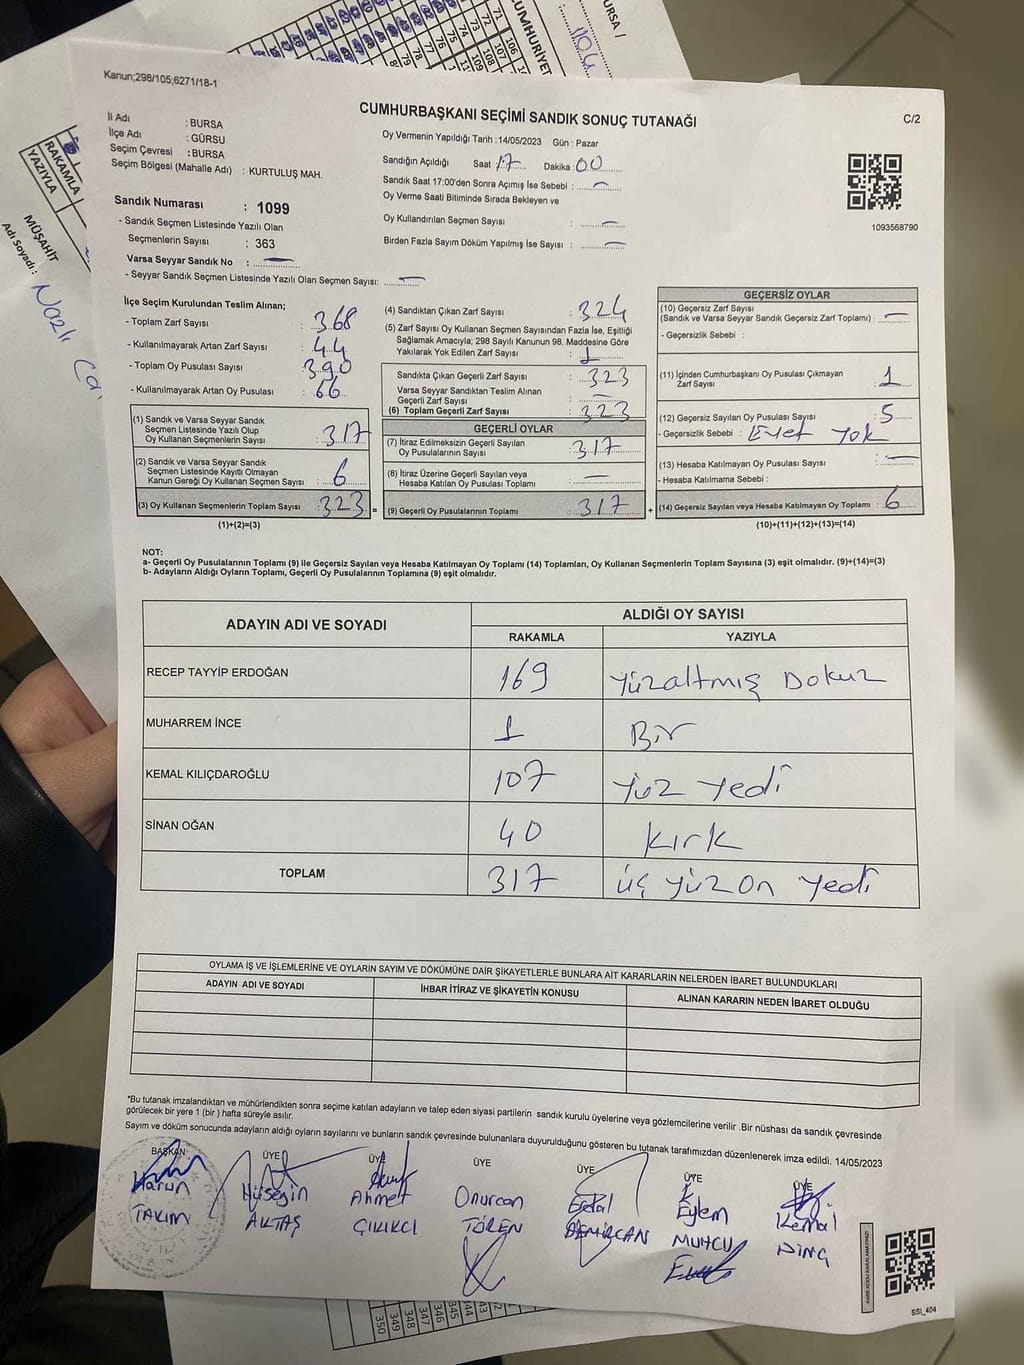 Kanun;298/105;6271/18-1
CUMHURBAŞKANI SEÇİMİ SANDIK SONUÇ TUTANAĞI
C/2
İl Adı : BURSA
İlçe Adı : GÜRSU
Seçim Çevresi : BURSA
Seçim Bölgesi (Mahalle Adı) : KURTULUŞ MAH.
Sandık Numarası : 1099
- Sandık Seçmen Listesinde Yazılı Olan
Seçmenlerin Sayısı : 363
Varsa Seyyar Sandık No : —
- Seyyar Sandık Seçmen Listesinde Yazılı Olan Seçmen Sayısı: —
Oy Vermenin Yapıldığı Tarih :14/05/2023 Gün : Pazar
Sandığın Açıldığı Saat : 17 Dakika : 00
Sandık Saat 17:00'den Sonra Açımış İse Sebebi : —
Oy Verme Saati Bitiminde Sırada Bekleyen ve
Oy Kullandırılan Seçmen Sayısı : —
Birden Fazla Sayım Döküm Yapılmış İse Sayısı : —
1093568790
İlçe Seçim Kurulundan Teslim Alınan;
- Toplam Zarf Sayısı : 368
- Kullanılmayarak Artan Zarf Sayısı : 44
- Toplam Oy Pusulası Sayısı : 390
- Kullanılmayarak Artan Oy Pusulası : 66
(1) Sandık ve Varsa Seyyar Sandık
Seçmen Listesinde Yazılı Olup
Oy Kullanan Seçmenlerin Sayısı : 317
(2) Sandık ve Varsa Seyyar Sandık
Seçmen Listesinde Kayıtlı Olmayan
Kanun Gereği Oy Kullanan Seçmen Sayısı : 6
(3) Oy Kullanan Seçmenlerin Toplam Sayısı : 323 =
(1)+(2)=(3)
(4) Sandıktan Çıkan Zarf Sayısı : 324
(5) Zarf Sayısı Oy Kullanan Seçmen Sayısından Fazla İse, Eşitliği
Sağlamak Amacıyla; 298 Sayılı Kanunun 98. Maddesine Göre
Yakılarak Yok Edilen Zarf Sayısı : 1
Sandıkta Çıkan Geçerli Zarf Sayısı : 323
Varsa Seyyar Sandıktan Teslim Alınan
Geçerli Zarf Sayısı : —
(6) Toplam Geçerli Zarf Sayısı : 323
GEÇERLİ OYLAR
(7) İtiraz Edilmeksizin Geçerli Sayılan
Oy Pusulalarının Sayısı : 317
(8) İtiraz Üzerine Geçerli Sayılan veya
Hesaba Katılan Oy Pusulası Toplamı : —
(9) Geçerli Oy Pusulalarının Toplamı : 317 +
GEÇERSİZ OYLAR
(10) Geçersiz Zarf Sayısı
(Sandık ve Varsa Seyyar Sandık Geçersiz Zarf Toplamı) : —
- Geçersizlik Sebebi :
(11) İçinden Cumhurbaşkanı Oy Pusulası Çıkmayan
Zarf Sayısı : 1
(12) Geçersiz Sayılan Oy Pusulası Sayısı : 5
- Geçersizlik Sebebi : Evet Yok
(13) Hesaba Katılmayan Oy Pusulası Sayısı : —
- Hesaba Katılmama Sebebi :
(14) Geçersiz Sayılan veya Hesaba Katılmayan Oy Toplamı : 6
(10)+(11)+(12)+(13)=(14)
NOT:
a- Geçerli Oy Pusulalarının Toplamı (9) ile Geçersiz Sayılan veya Hesaba Katılmayan Oy Toplamı (14) Toplamları, Oy Kullanan Seçmenlerin Toplam Sayısına (3) eşit olmalıdır. (9)+(14)=(3)
b- Adayların Aldığı Oyların Toplamı, Geçerli Oy Pusulalarının Toplamına (9) eşit olmalıdır.
ADAYIN ADI VE SOYADI ALDIĞI OY SAYISI
RAKAMLA YAZIYLA
RECEP TAYYİP ERDOĞAN 169 Yüzaltmış Dokuz
MUHARREM İNCE 1 Bir
KEMAL KILIÇDAROĞLU 107 Yüz Yedi
SİNAN OĞAN 40 Kırk
TOPLAM 317 üç yüz on yedi
OYLAMA İŞ VE İŞLEMLERİNE VE OYLARIN SAYIM VE DÖKÜMÜNE DAİR ŞİKAYETLERLE BUNLARA AİT KARARLARIN NELERDEN İBARET BULUNDUKLARI
ADAYIN ADI VE SOYADI İHBAR İTİRAZ VE ŞİKAYETİN KONUSU ALINAN KARARIN NEDEN İBARET OLDUĞU
*Bu tutanak imzalandıktan ve mühürlendikten sonra seçime katılan adayların ve talep eden siyasi partilerin sandık kurulu üyelerine veya gözlemcilerine verilir .Bir nüshası da sandık çevresinde
görülecek bir yere 1 (bir ) hafta süreyle asılır.
Sayım ve döküm sonucunda adayların aldığı oyların sayılarını ve bunların sandık çevresinde bulunanlara duyurulduğunu gösteren bu tutanak tarafımızdan düzenlenerek imza edildi. 14/05/2023
BAŞKAN ÜYE ÜYE ÜYE ÜYE ÜYE ÜYE
Harun Hüseyin Ahmet Onurcan Erdal Eylem Kemal
TAKIM AKTAŞ ÇILIKCI TÖREN DEMİRCAN MUHCU DİNÇ
SSI_404
RAKAMLA
YAZIYLA
MÜŞAHİT
Adı Soyadı : Nazlı
CUMHURİYET
71
72
73
74
75
76
77
106
107
108
109
345
346
347
348
349
350